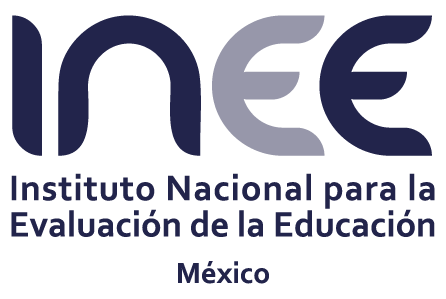 INEE
Instituto Nacional para la
Evaluación de la Educación
México